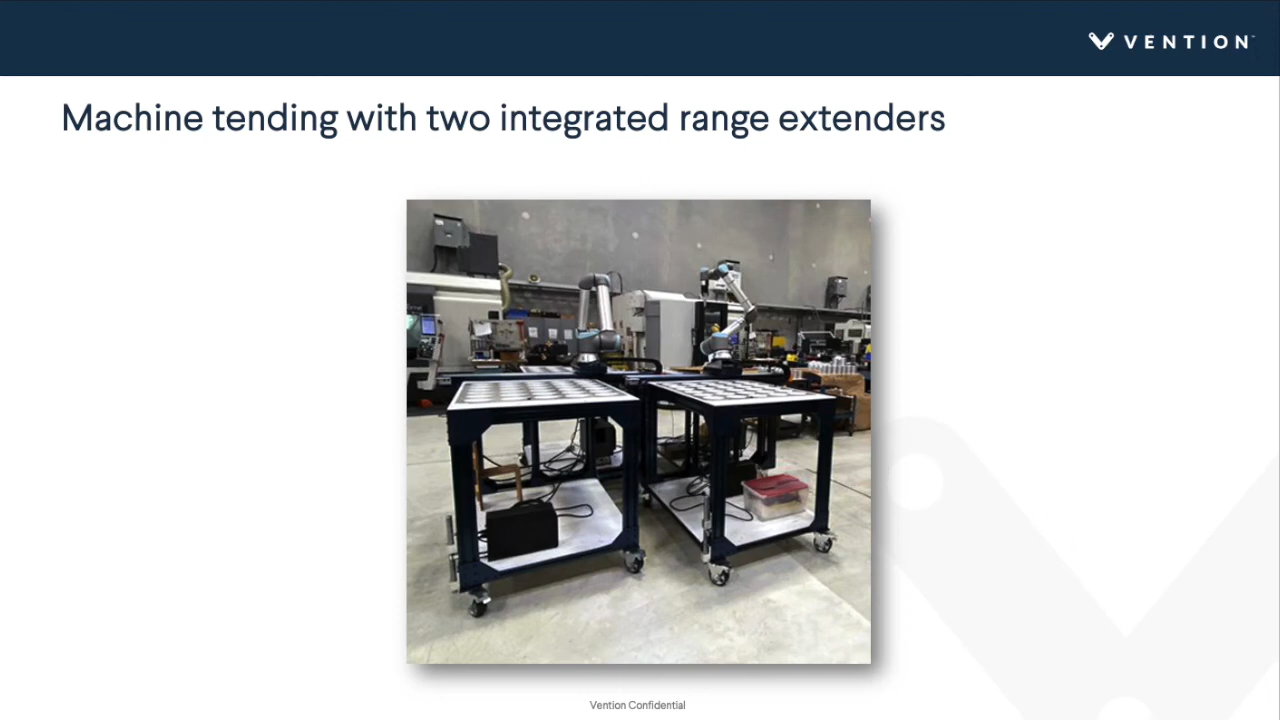 VENTION
Machine tending with two integrated range extenders
Vention Confidential